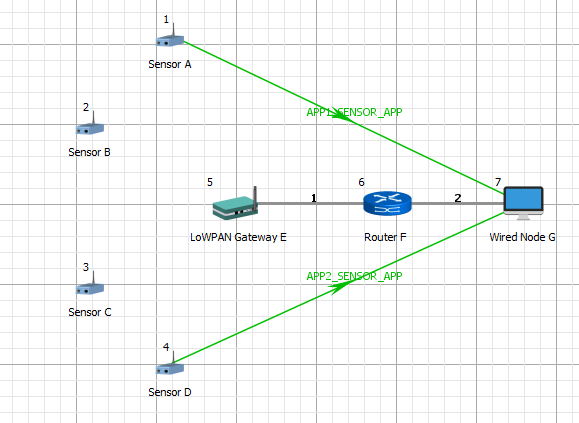 1
Sensor A
2
APP1_SENSOR_APP
Sensor B
5
6
7
1
2
LoWPAN Gateway E
Router F
Wired Node G
3
APP2_SENSOR_APP
Sensor C
4
Sensor D